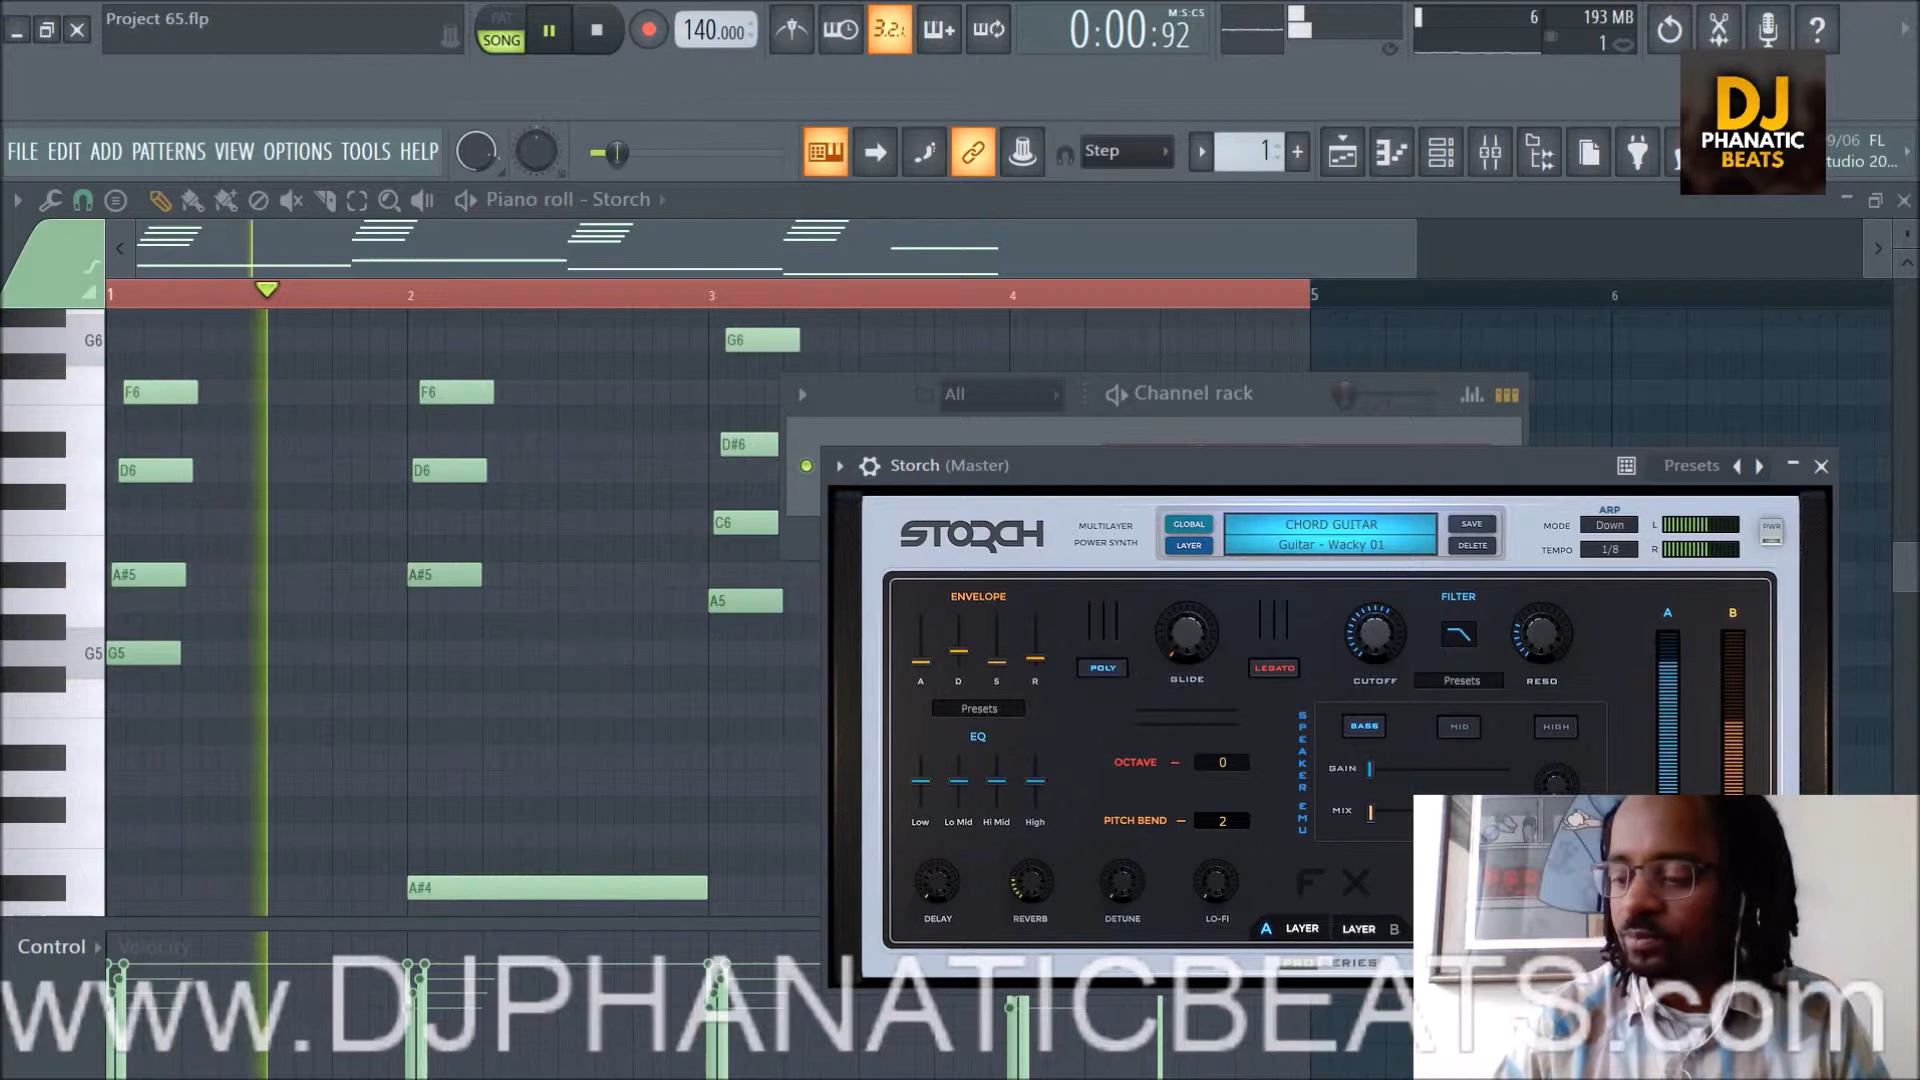 Project 65.flp
PAT
SONG
140.000
3.2.
M:S:CS
0:00:92
6
193 MB
1
?
DJ
PHANATIC
BEATS
FILE EDIT ADD PATTERNS VIEW OPTIONS TOOLS HELP
Step
1
+
9/06 FL
tudio 20...
Piano roll - Storch
1
2
3
4
5
6
G6
G6
F6
F6
D#6
D6
D6
C6
A#5
A#5
A5
G5
G5
A#4
All
Channel rack
Storch (Master)
Presets
STORCH
MULTILAYER
POWER SYNTH
GLOBAL
LAYER
CHORD GUITAR
Guitar - Wacky 01
SAVE
DELETE
ARP
MODE
Down
TEMPO
1/8
L
R
PWR
ENVELOPE
A
D
S
R
Presets
POLY
GLIDE
LEGATO
FILTER
CUTOFF
Presets
RESO
A
B
EQ
Low
Lo Mid
Hi Mid
High
OCTAVE
0
PITCH BEND
2
SPEAKER EMU
BASS
MID
HIGH
GAIN
MIX
DELAY
REVERB
DETUNE
LO-FI
FX
A LAYER
LAYER B
Control
Velocity
www.DJPHANATICBEATS.com